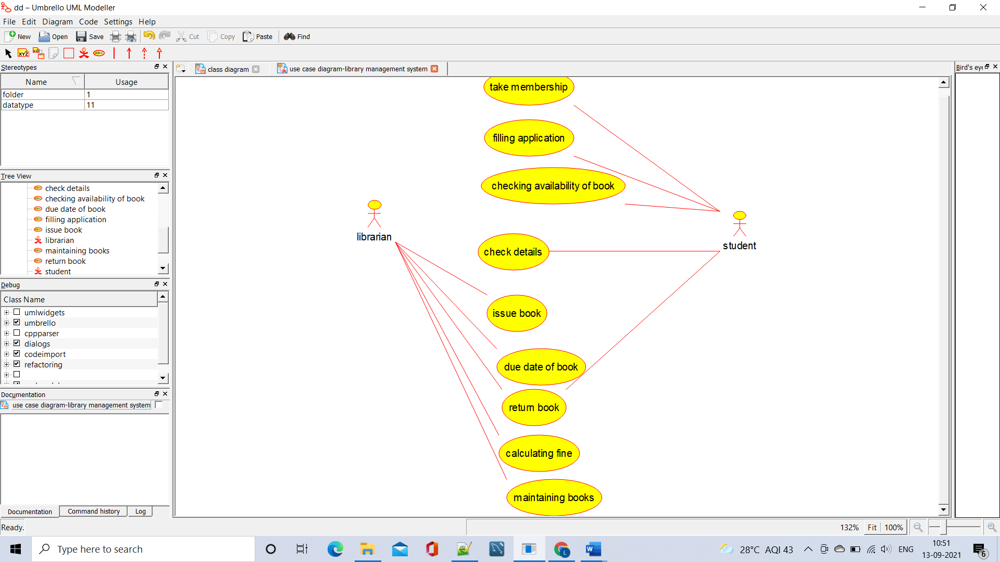 dd – Umbrello UML Modeller
File Edit Diagram Code Settings Help
New Open Save Cut Copy Paste Find
XYZ XYZ ABC
Stereotypes
Name Usage
folder 1
datatype 11
Tree View
check details
checking availability of book
due date of book
filling application
issue book
librarian
maintaining books
return book
student
Debug
Class Name
umlwidgets
umbrello
cppparser
dialogs
codeimport
refactoring
Documentation
use case diagram-library management system
Documentation Command history Log
class diagram use case diagram-library management system
take membership
filling application
checking availability of book
librarian
student
check details
issue book
due date of book
return book
calculating fine
maintaining books
Bird's eye
Ready.
132% Fit 100%
Type here to search
28°C AQI 43
ENG
10:51
13-09-2021
6